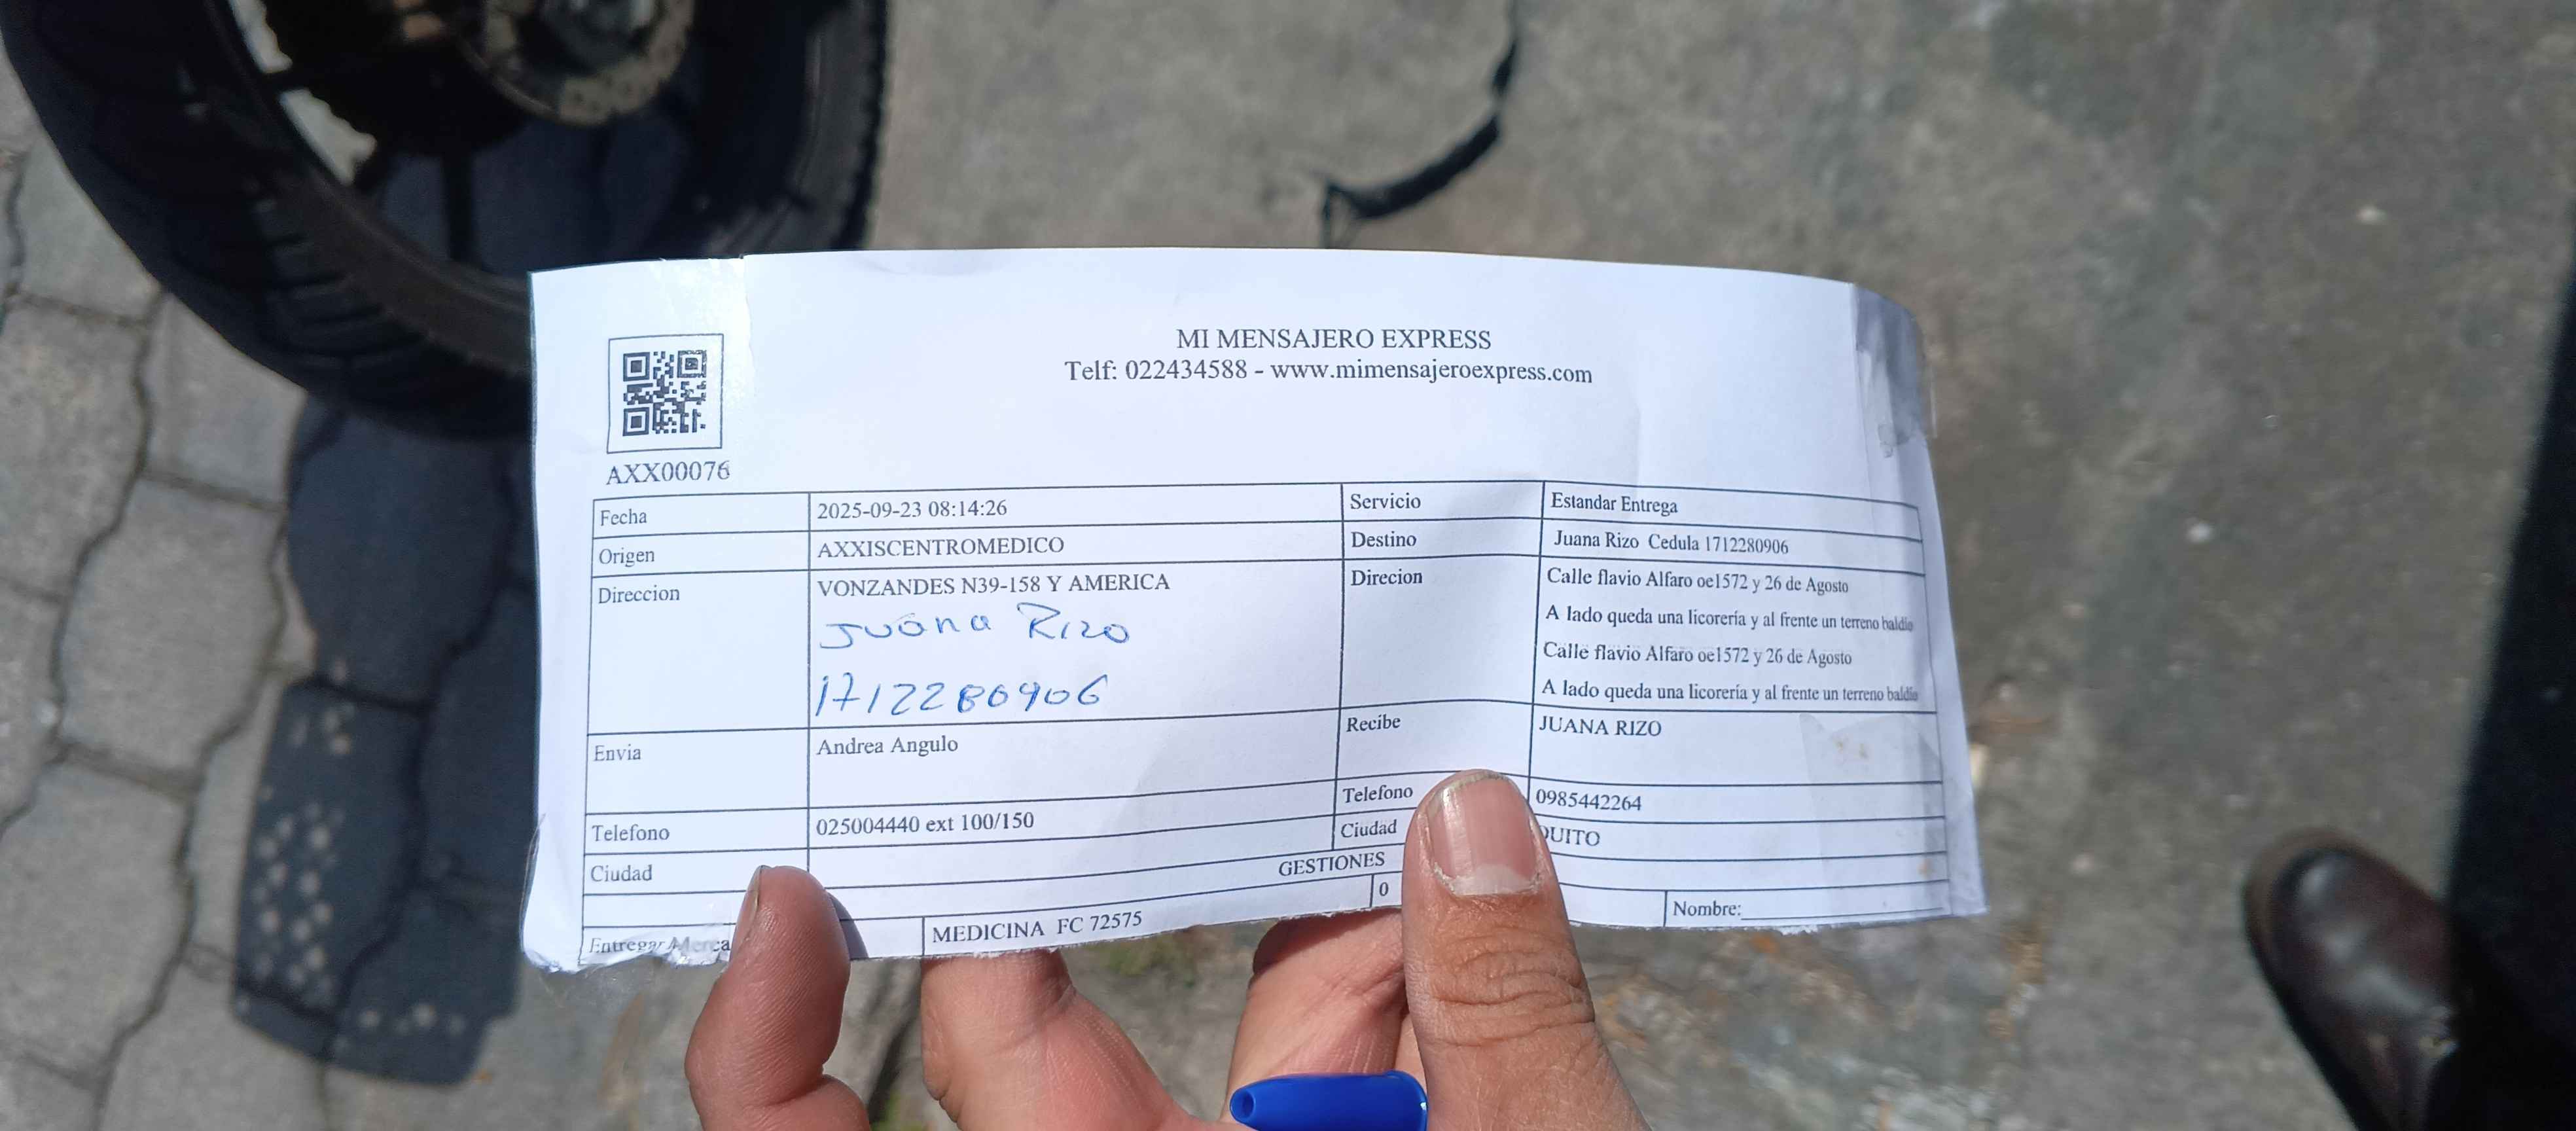 MI MENSAJERO EXPRESS
Telf: 022434588 - www.mimensajeroexpress.com
AXX00076
Fecha 2025-09-23 08:14:26 Servicio Estandar Entrega
Origen AXXISCENTROMEDICO Destino Juana Rizo Cedula 1712280906
Direccion VONZANDES N39-158 Y AMERICA Direcion Calle flavio Alfaro oe1572 y 26 de Agosto
Juana Rizo A lado queda una licorería y al frente un terreno baldio
Calle flavio Alfaro oe1572 y 26 de Agosto
1712280906 A lado queda una licorería y al frente un terreno baldio
Envia Andrea Angulo Recibe JUANA RIZO
Telefono 025004440 ext 100/150 Telefono 0985442264
Ciudad Ciudad QUITO
GESTIONES
Entregar MEDICINA FC 72575 0 Nombre: